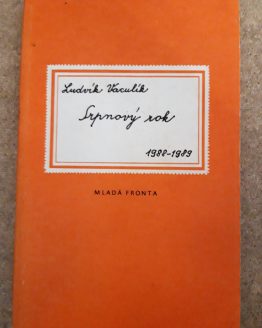 Ludvík Vaculík
Srpnový rok
1988-1989
MLADÁ FRONTA